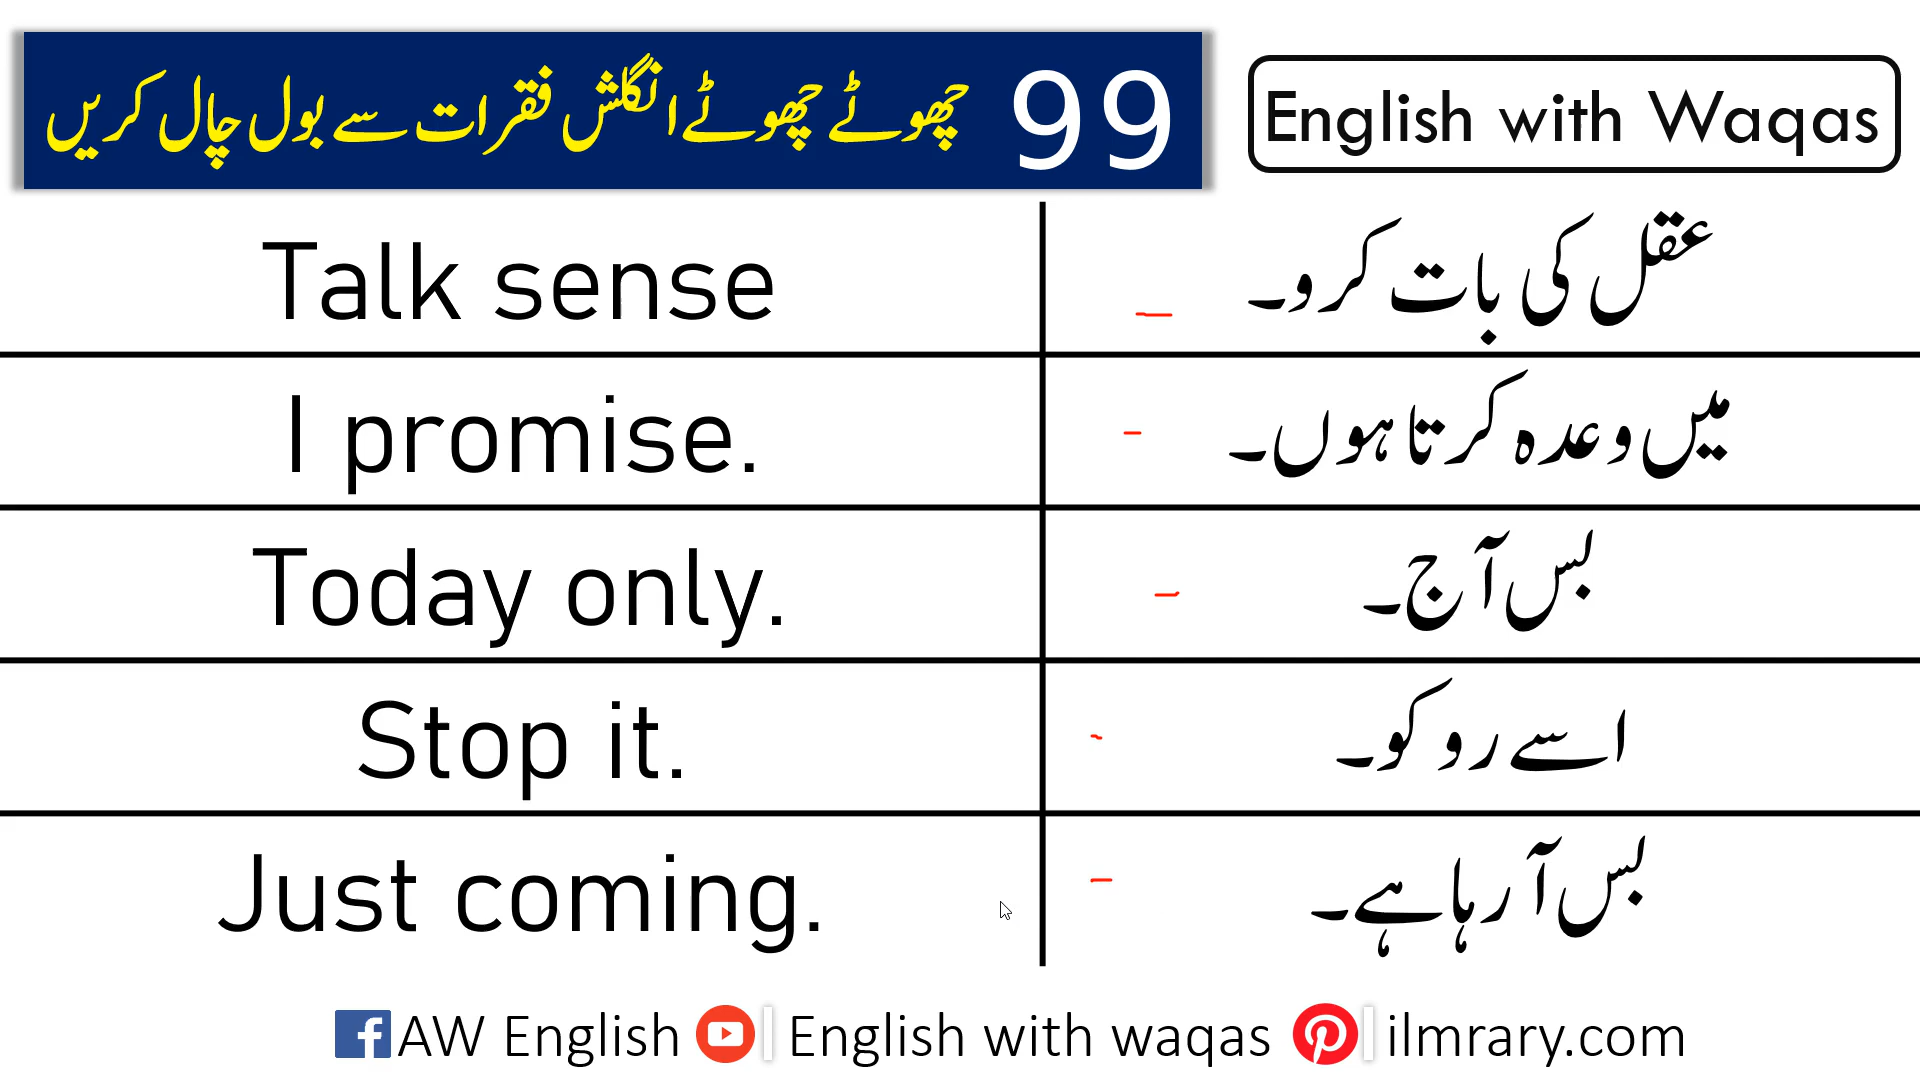 99 چھوٹے چھوٹے انگلش فقرات سے بول چال کریں
English with Waqas
Talk sense
عقل کی بات کرو۔
I promise.
میں وعدہ کرتا ہوں۔
Today only.
بس آج۔
Stop it.
اسے روکو۔
Just coming.
بس آ رہا ہے۔
AW English | English with waqas | ilmrary.com